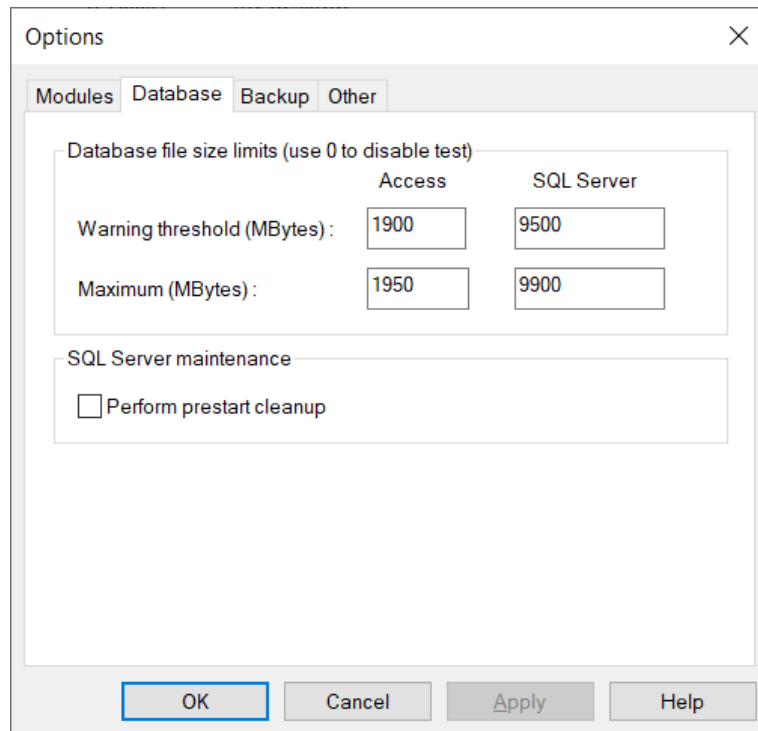 Options
Modules Database Backup Other
Database file size limits (use 0 to disable test)
Access SQL Server
Warning threshold (MBytes) : 1900 9500
Maximum (MBytes) : 1950 9900
SQL Server maintenance
Perform prestart cleanup
OK Cancel Apply Help